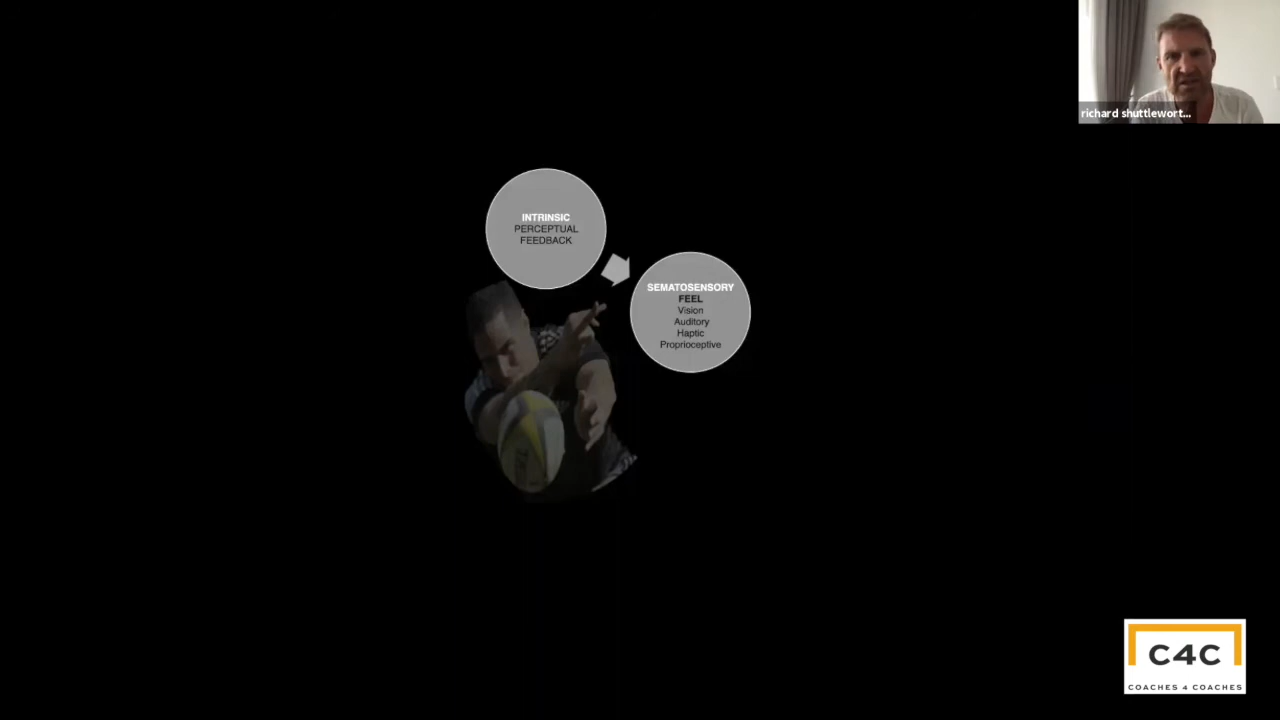 richard shuttlewort...
INTRINSIC
PERCEPTUAL
FEEDBACK
SEMATOSENSORY
FEEL
Vision
Auditory
Haptic
Proprioceptive
C4C
COACHES 4 COACHES